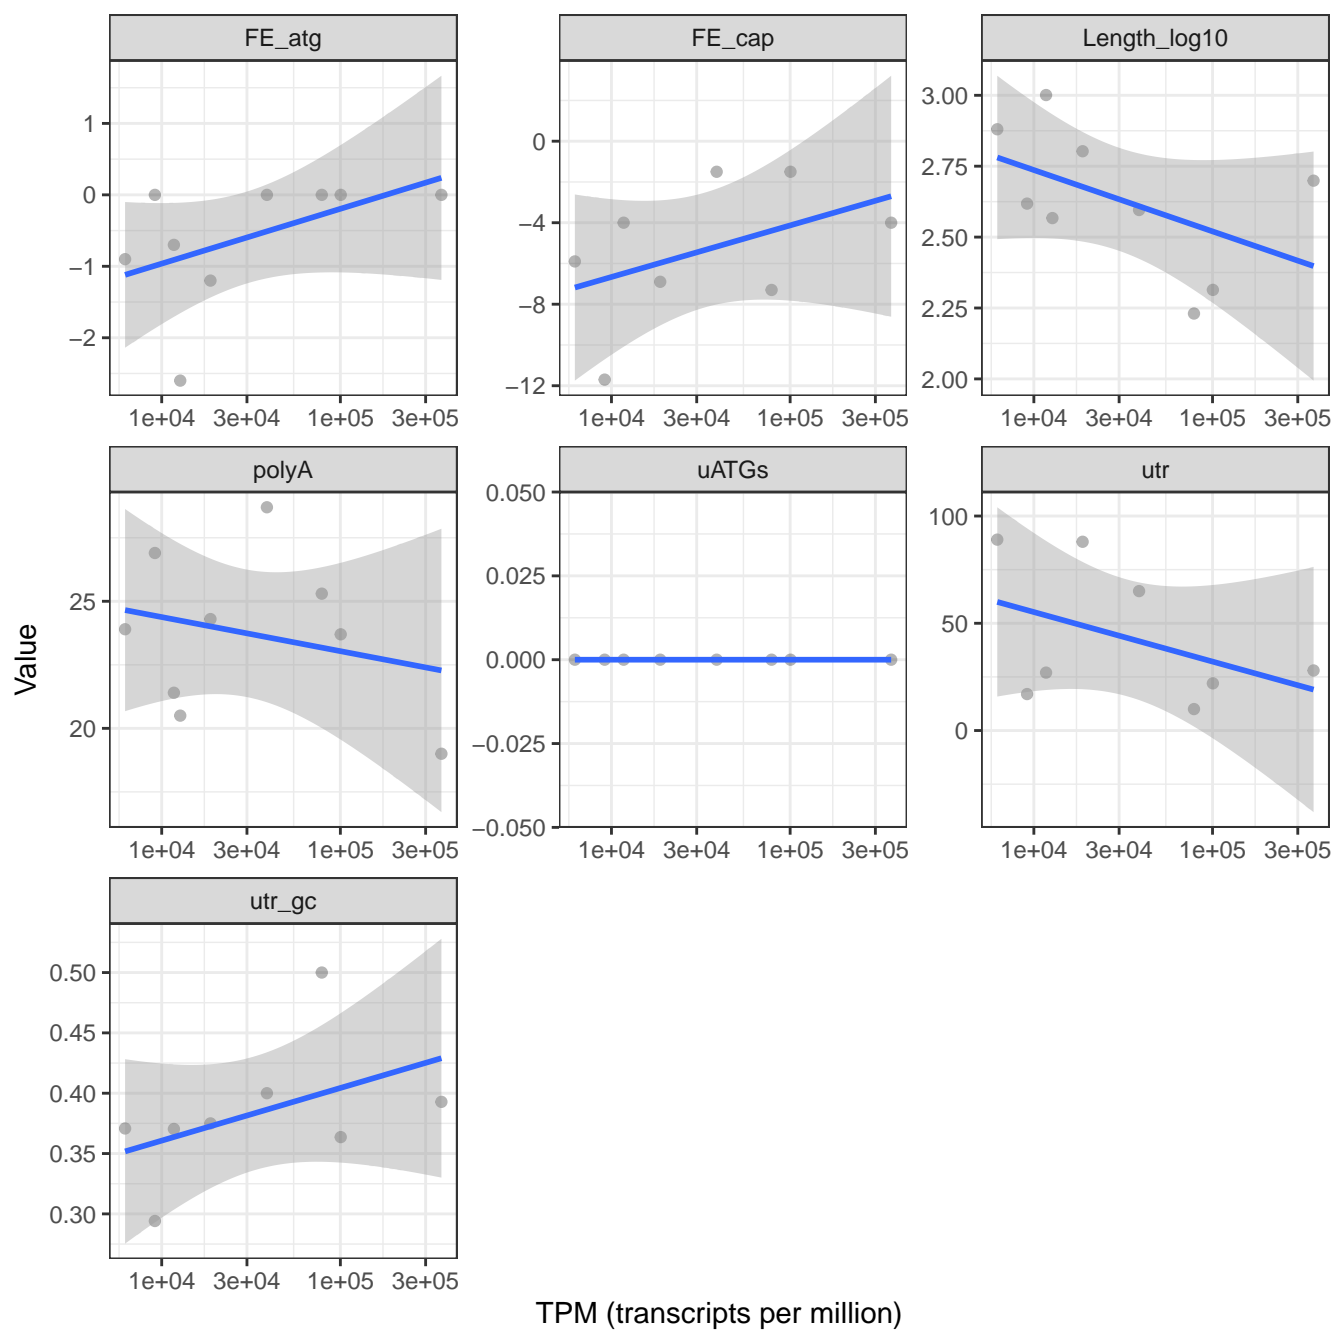 FE_atg
FE_cap
Length_log10
1
0
−1
−2
0
−4
−8
−12
3.00
2.75
2.50
2.25
2.00
1e+04 3e+04 1e+05 3e+05
1e+04 3e+04 1e+05 3e+05
1e+04 3e+04 1e+05 3e+05
polyA
uATGs
utr
25
20
0.050
0.025
0.000
−0.025
−0.050
100
50
0
1e+04 3e+04 1e+05 3e+05
1e+04 3e+04 1e+05 3e+05
1e+04 3e+04 1e+05 3e+05
Value
utr_gc
0.50
0.45
0.40
0.35
0.30
1e+04 3e+04 1e+05 3e+05
TPM (transcripts per million)